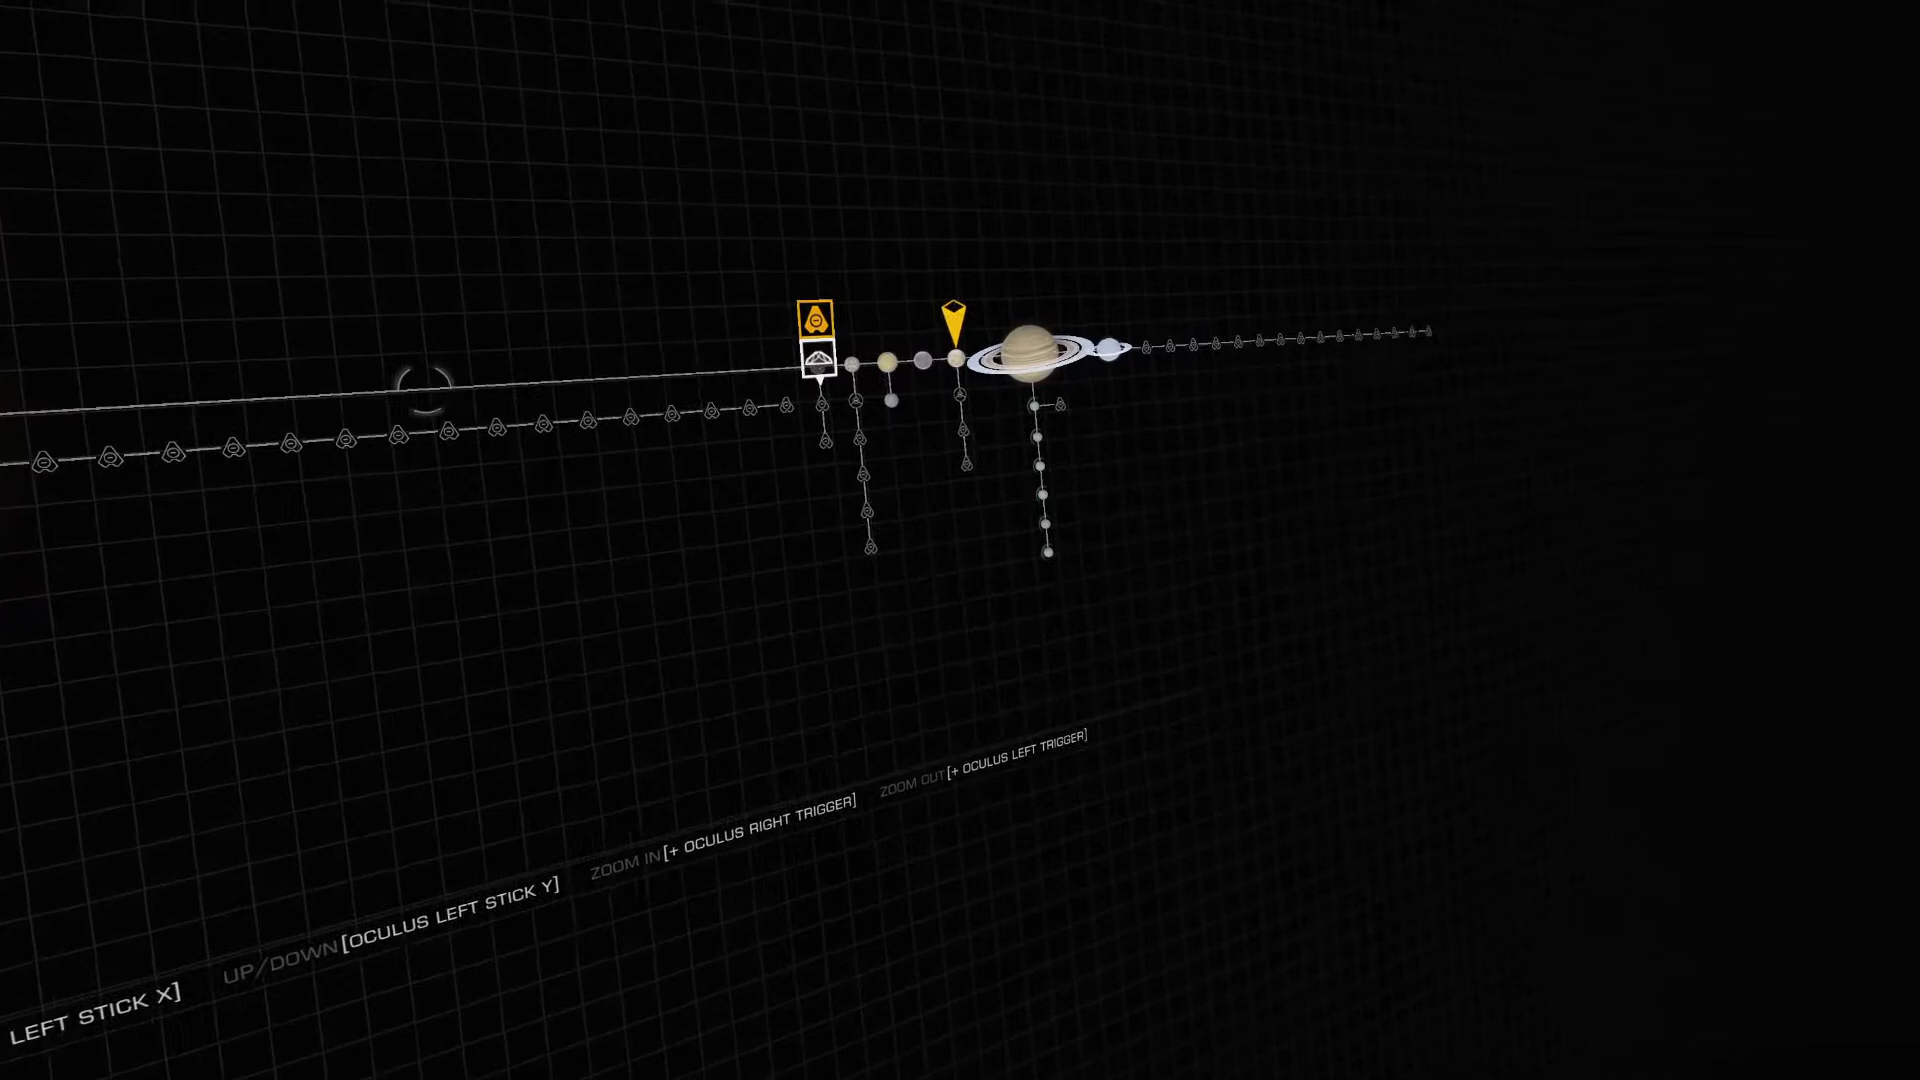 LEFT STICK X] UP/DOWN [OCULUS LEFT STICK Y] ZOOM IN [+ OCULUS RIGHT TRIGGER] ZOOM OUT [+ OCULUS LEFT TRIGGER]